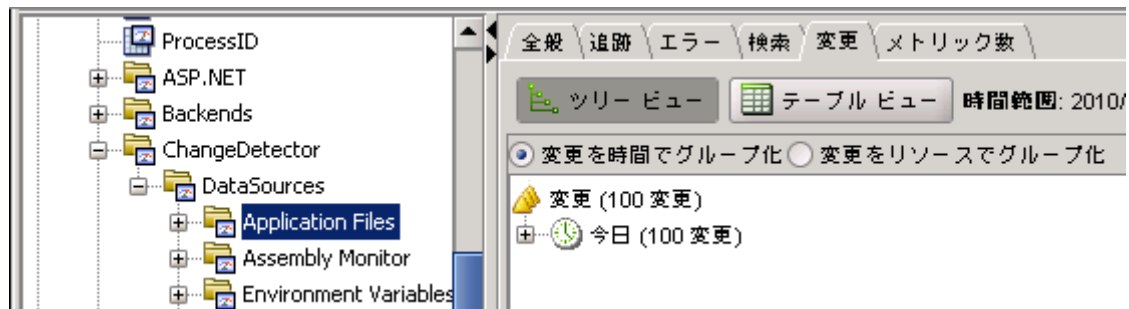 ProcessID
ASP.NET
Backends
ChangeDetector
DataSources
Application Files
Assembly Monitor
Environment Variables
全般 追跡 エラー 検索 変更 メトリック数
ツリー ビュー テーブル ビュー 時間範囲: 2010/
変更を時間でグループ化 変更をリソースでグループ化
変更 (100 変更)
今日 (100 変更)